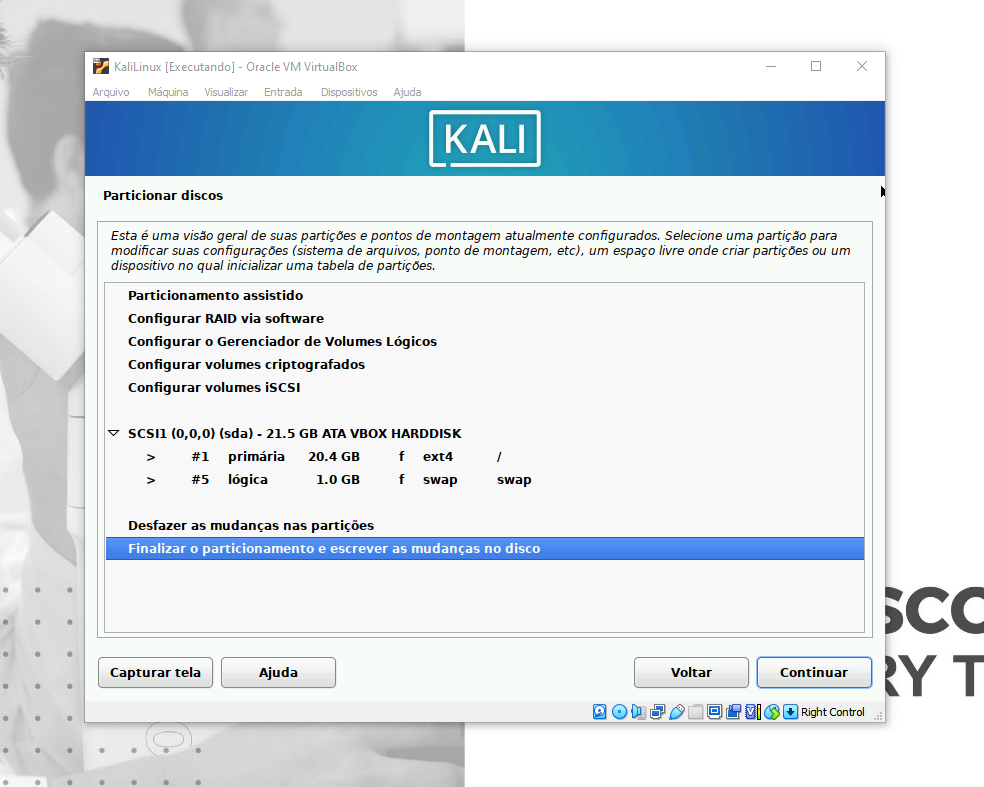 KaliLinux [Executando] - Oracle VM VirtualBox
Arquivo Máquina Visualizar Entrada Dispositivos Ajuda
KALI
Particionar discos
Esta é uma visão geral de suas partições e pontos de montagem atualmente configurados. Selecione uma partição para
modificar suas configurações (sistema de arquivos, ponto de montagem, etc), um espaço livre onde criar partições ou um
dispositivo no qual inicializar uma tabela de partições.
Particionamento assistido
Configurar RAID via software
Configurar o Gerenciador de Volumes Lógicos
Configurar volumes criptografados
Configurar volumes iSCSI
SCSI1 (0,0,0) (sda) - 21.5 GB ATA VBOX HARDDISK
> #1 primária 20.4 GB f ext4 /
> #5 lógica 1.0 GB f swap swap
Desfazer as mudanças nas partições
Finalizar o particionamento e escrever as mudanças no disco
Capturar tela Ajuda Voltar Continuar
Right Control